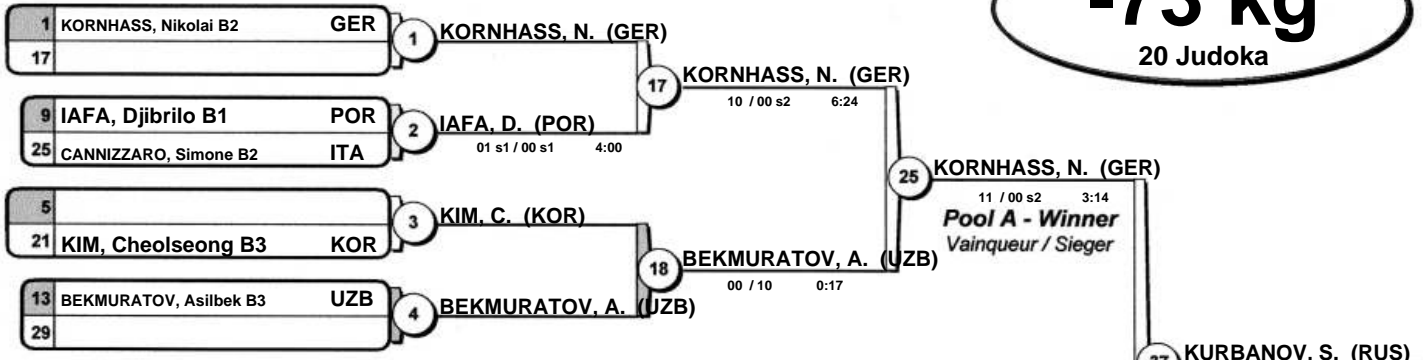 -73 kg
20 Judoka
1 KORNHASS, Nikolai B2 GER
17
1
KORNHASS, N. (GER)
9 IAFA, Djibrilo B1 POR
25 CANNIZZARO, Simone B2 ITA
2
IAFA, D. (POR)
01 s1 / 00 s1 4:00
17
KORNHASS, N. (GER)
10 / 00 s2 6:24
5
21 KIM, Cheolseong B3 KOR
3
KIM, C. (KOR)
13 BEKMURATOV, Asilbek B3 UZB
29
4
BEKMURATOV, A. (UZB)
18
BEKMURATOV, A. (UZB)
00 / 10 0:17
25
KORNHASS, N. (GER)
11 / 00 s2 3:14
Pool A - Winner
Vainqueur / Sieger
KURBANOV, S. (RUS)